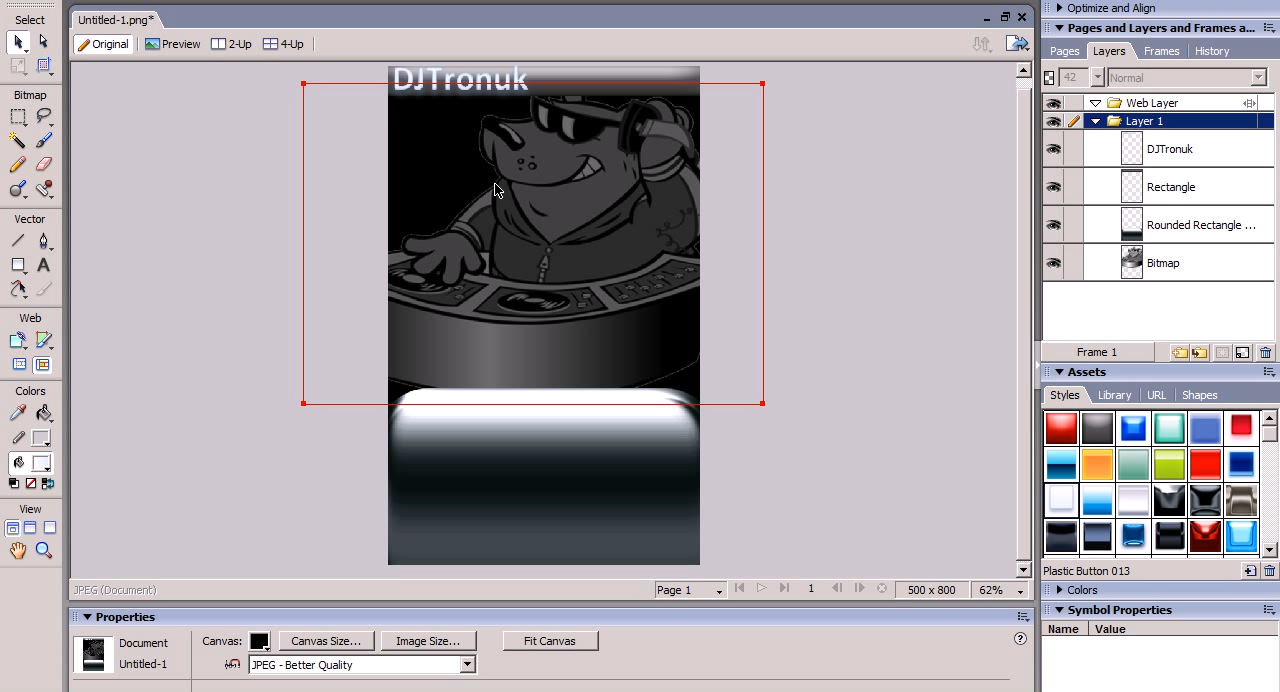 Select
Bitmap
Vector
Web
Colors
View
Untitled-1.png*
Original
Preview
2-Up
4-Up
DJTronuk
JPEG (Document)
Page 1
1
500 x 800
62%
Properties
Document
Untitled-1
Canvas:
Canvas Size...
Image Size...
Fit Canvas
JPEG - Better Quality
Optimize and Align
Pages and Layers and Frames a...
Pages
Layers
Frames
History
42
Normal
Web Layer
Layer 1
DJTronuk
Rectangle
Rounded Rectangle ...
Bitmap
Frame 1
Assets
Styles
Library
URL
Shapes
Plastic Button 013
Colors
Symbol Properties
Name
Value